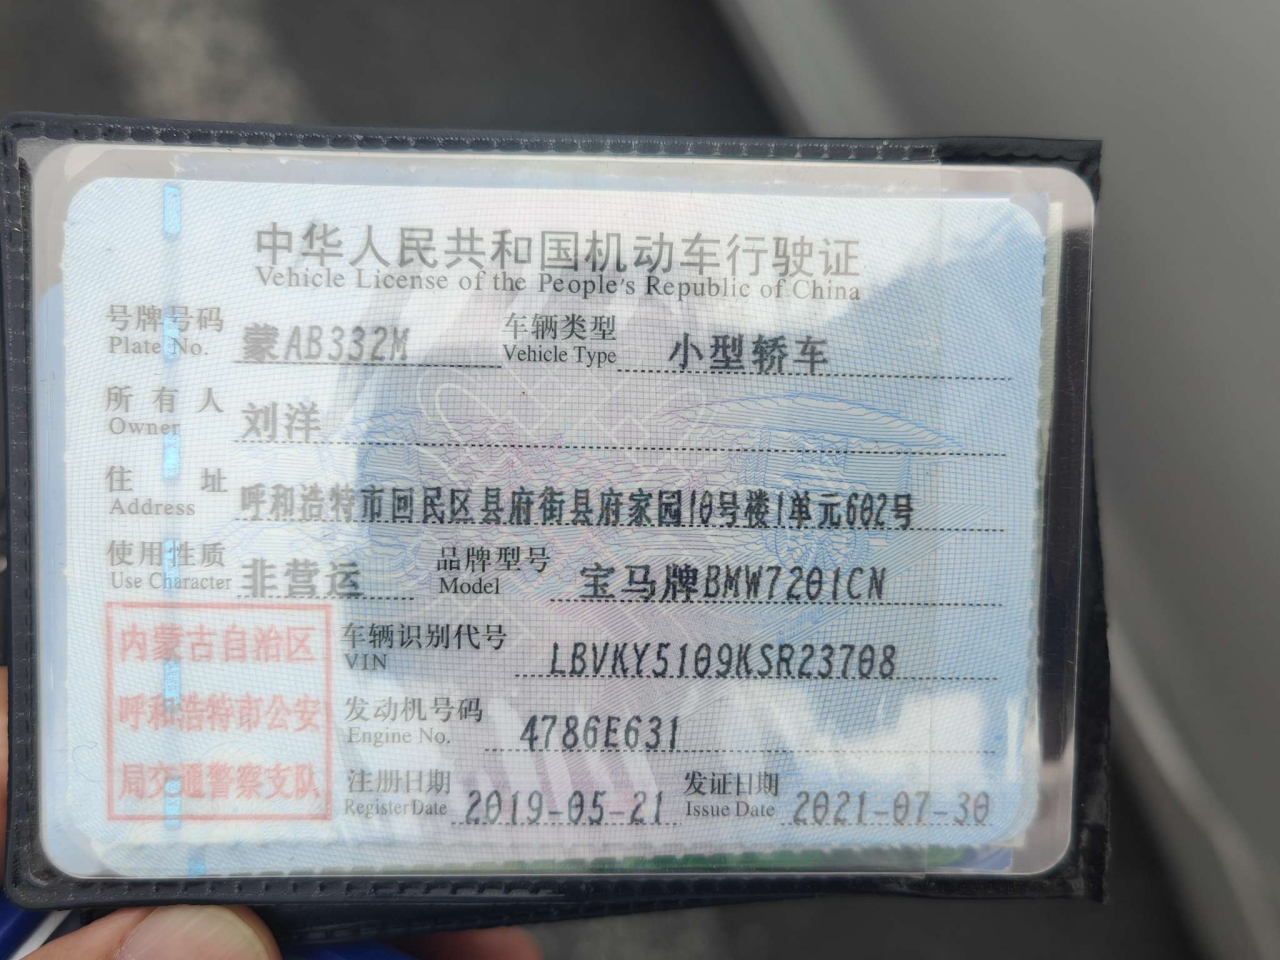 中华人民共和国机动车行驶证
Vehicle License of the People's Republic of China
号牌号码 蒙AB332M 车辆类型 小型轿车
Plate No. Vehicle Type
所有人 刘洋
Owner
住址 呼和浩特市回民区县府街县府家园10号楼1单元602号
Address
使用性质 非营运 品牌型号 宝马牌BMW7201CN
Use Character Model
内蒙古自治区
呼和浩特市公安
局交通警察支队
车辆识别代号 LBVKY5109KSR23708
VIN
发动机号码 4786E631
Engine No.
注册日期 2019-05-21 发证日期 2021-07-30
Register Date Issue Date